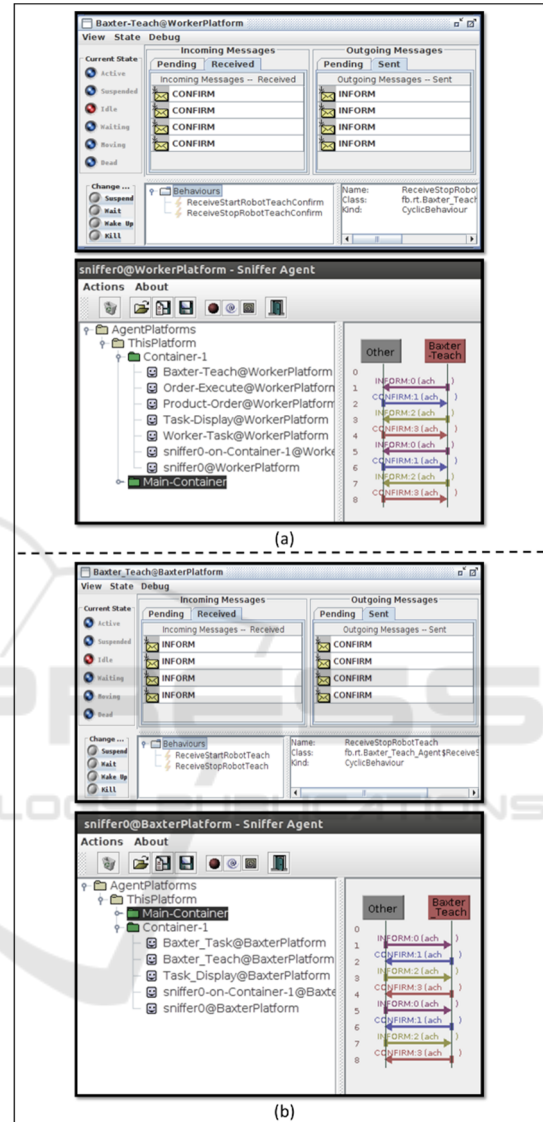 Baxter-Teach@WorkerPlatform
View State Debug
Current State
Active
Suspended
Idle
Waiting
Moving
Dead
Incoming Messages
Pending Received
Incoming Messages -- Received
CONFIRM
CONFIRM
CONFIRM
CONFIRM
Outgoing Messages
Pending Sent
Outgoing Messages -- Sent
INFORM
INFORM
INFORM
INFORM
Change ...
Suspend
Wait
Wake Up
Kill
Behaviours
ReceiveStartRobotTeachConfirm
ReceiveStopRobotTeachConfirm
Name: ReceiveStopRobot
Class: fb.rt.Baxter_Teach
Kind: CyclicBehaviour
sniffer0@WorkerPlatform - Sniffer Agent
Actions About
AgentPlatforms
ThisPlatform
Container-1
Baxter-Teach@WorkerPlatform
Order-Execute@WorkerPlatform
Product-Order@WorkerPlatform
Task-Display@WorkerPlatform
Worker-Task@WorkerPlatform
sniffer0-on-Container-1@Worke
sniffer0@WorkerPlatform
Main-Container
Other
Baxter
-Teach
0
1 INFORM:0 (ach )
2 CONFIRM:1 (ach )
3 INFORM:2 (ach )
4 CONFIRM:3 (ach )
5 INFORM:0 (ach )
6 CONFIRM:1 (ach )
7 INFORM:2 (ach )
8 CONFIRM:3 (ach )
(a)
Baxter_Teach@BaxterPlatform
View State Debug
Current State
Active
Suspended
Idle
Waiting
Moving
Dead
Incoming Messages
Pending Received
Incoming Messages -- Received
INFORM
INFORM
INFORM
INFORM
Outgoing Messages
Pending Sent
Outgoing Messages -- Sent
CONFIRM
CONFIRM
CONFIRM
CONFIRM
Change ...
Suspend
Wait
Wake Up
Kill
Behaviours
ReceiveStartRobotTeach
ReceiveStopRobotTeach
Name: ReceiveStopRobotTeach
Class: fb.rt.Baxter_Teach_Agent$ReceiveS
Kind: CyclicBehaviour
sniffer0@BaxterPlatform - Sniffer Agent
Actions About
AgentPlatforms
ThisPlatform
Main-Container
Container-1
Baxter_Task@BaxterPlatform
Baxter_Teach@BaxterPlatform
Task_Display@BaxterPlatform
sniffer0-on-Container-1@Baxte
sniffer0@BaxterPlatform
Other
Baxter
_Teach
0
1 INFORM:0 (ach )
2 CONFIRM:1 (ach )
3 INFORM:2 (ach )
4 CONFIRM:3 (ach )
5 INFORM:0 (ach )
6 CONFIRM:1 (ach )
7 INFORM:2 (ach )
8 CONFIRM:3 (ach )
(b)